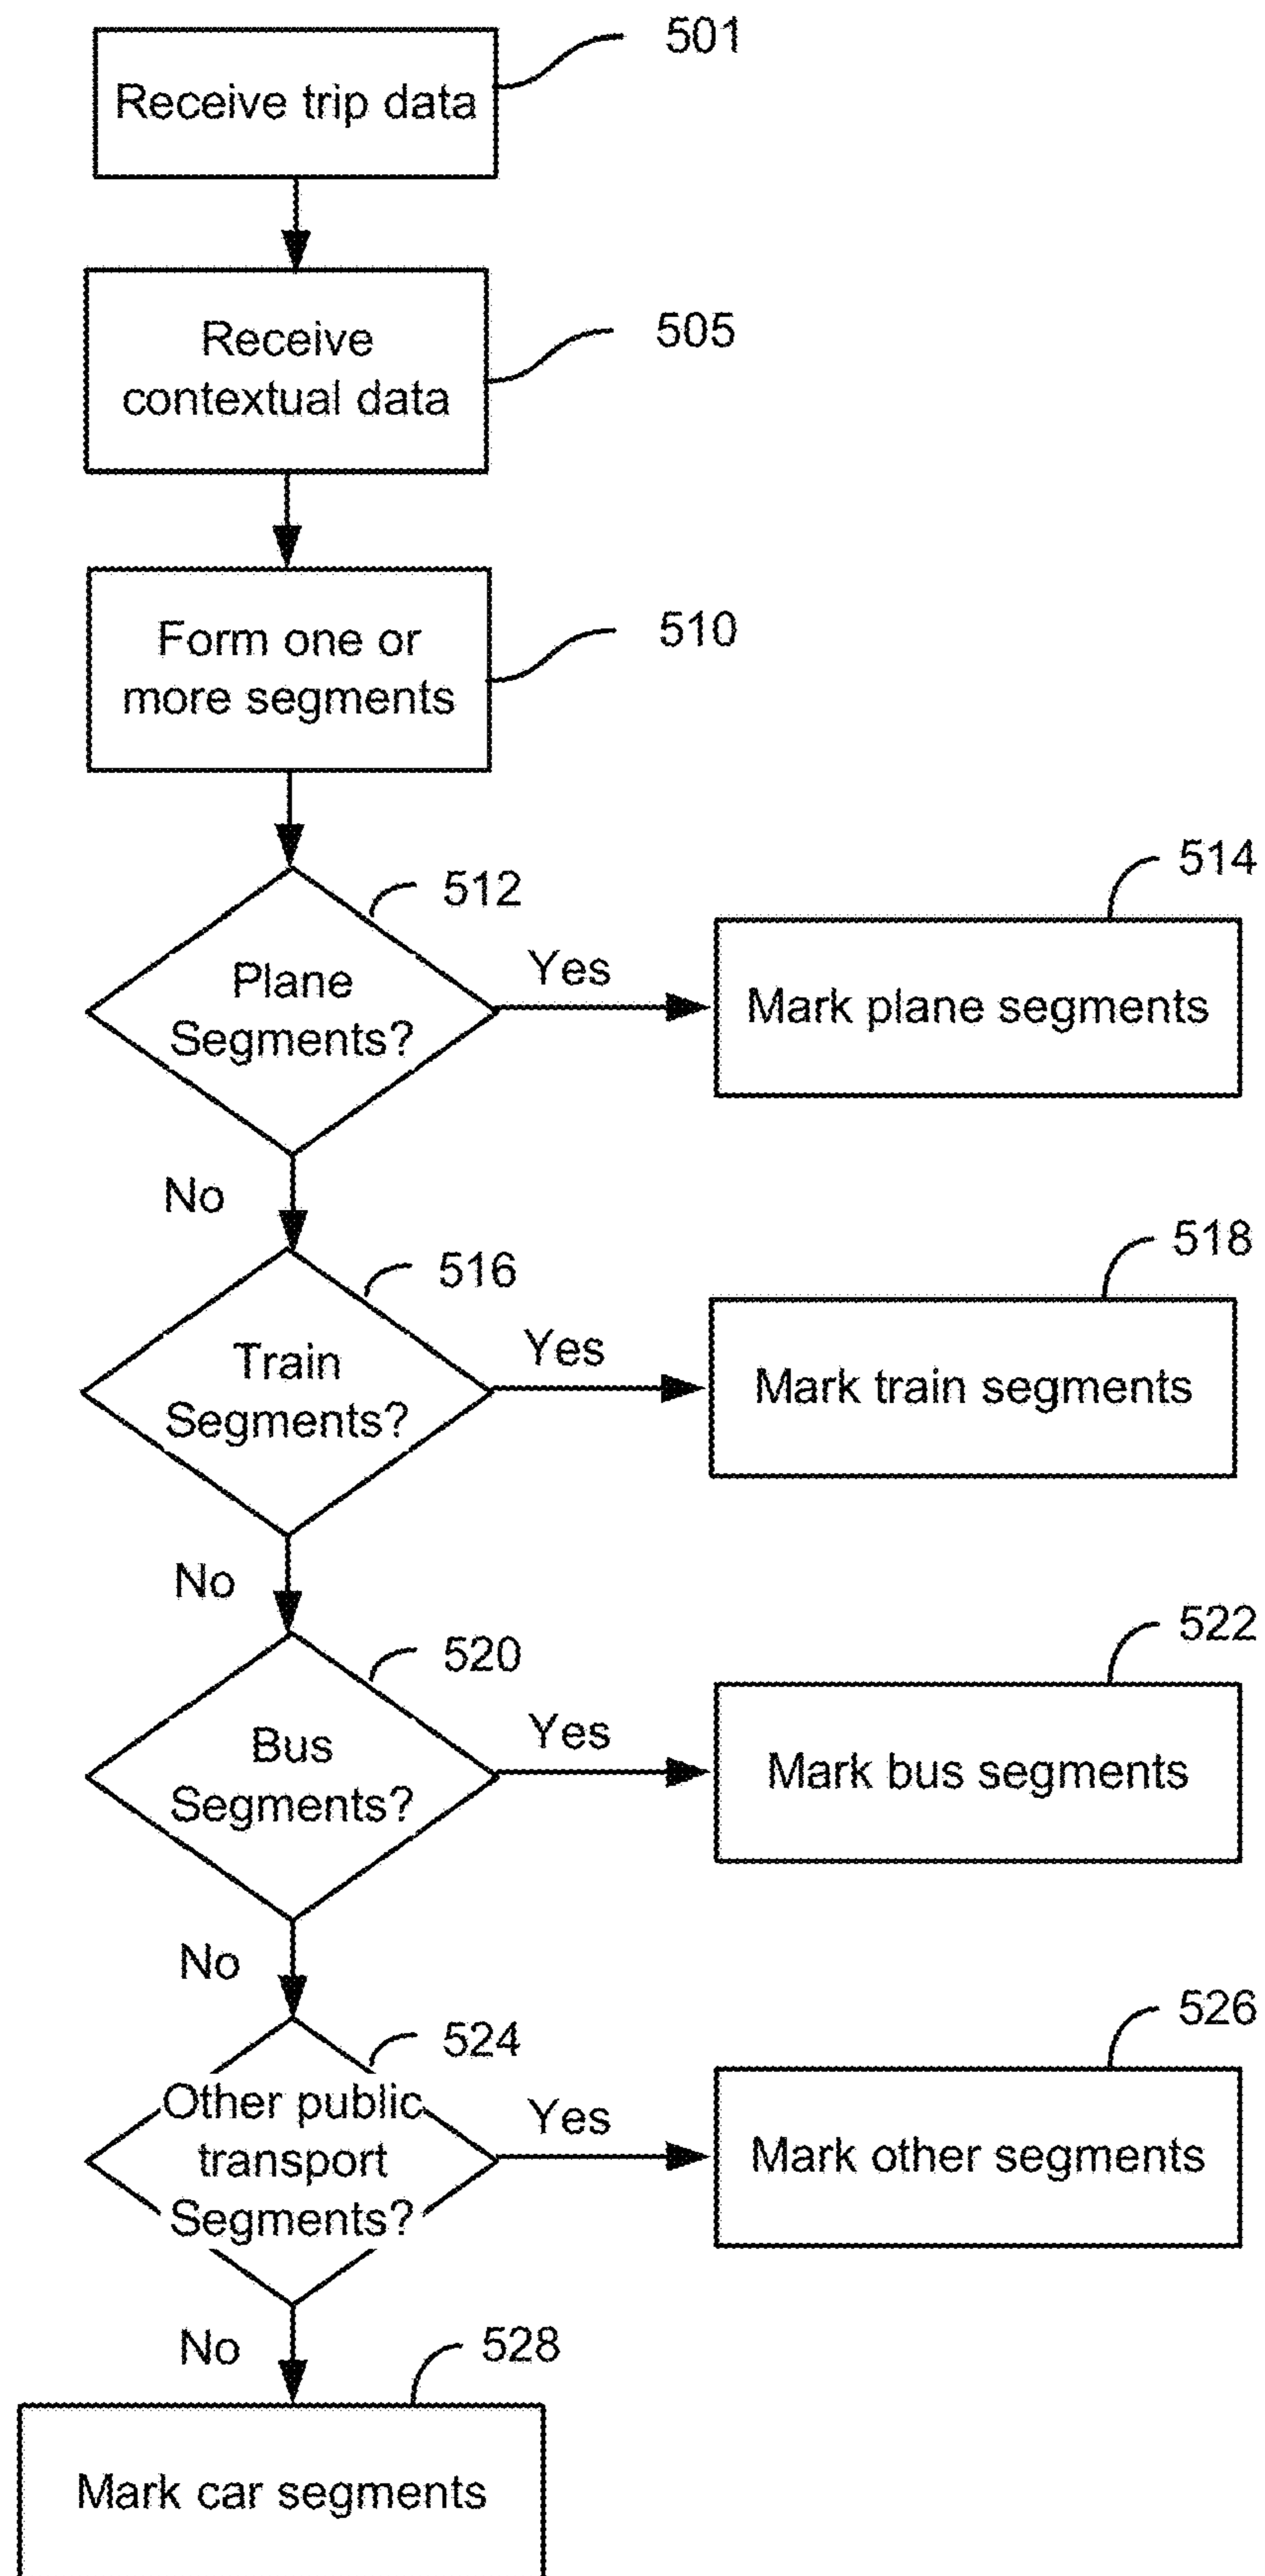 501
Receive trip data
505
Receive
contextual data
510
Form one or
more segments
512
Plane
Segments?
Yes
514
Mark plane segments
No
516
Train
Segments?
Yes
518
Mark train segments
No
520
Bus
Segments?
Yes
522
Mark bus segments
No
524
Other public
transport
Segments?
Yes
526
Mark other segments
No
528
Mark car segments